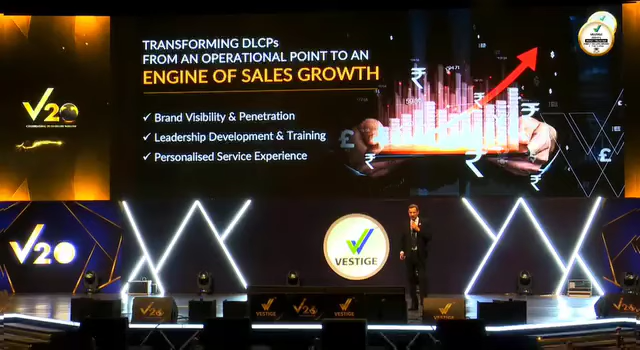 TRANSFORMING DLCPs
FROM AN OPERATIONAL POINT TO AN
ENGINE OF SALES GROWTH
✓ Brand Visibility & Penetration
✓ Leadership Development & Training
✓ Personalised Service Experience
V20
V20
VESTIGE
VESTIGE
V20
V20
VESTIGE